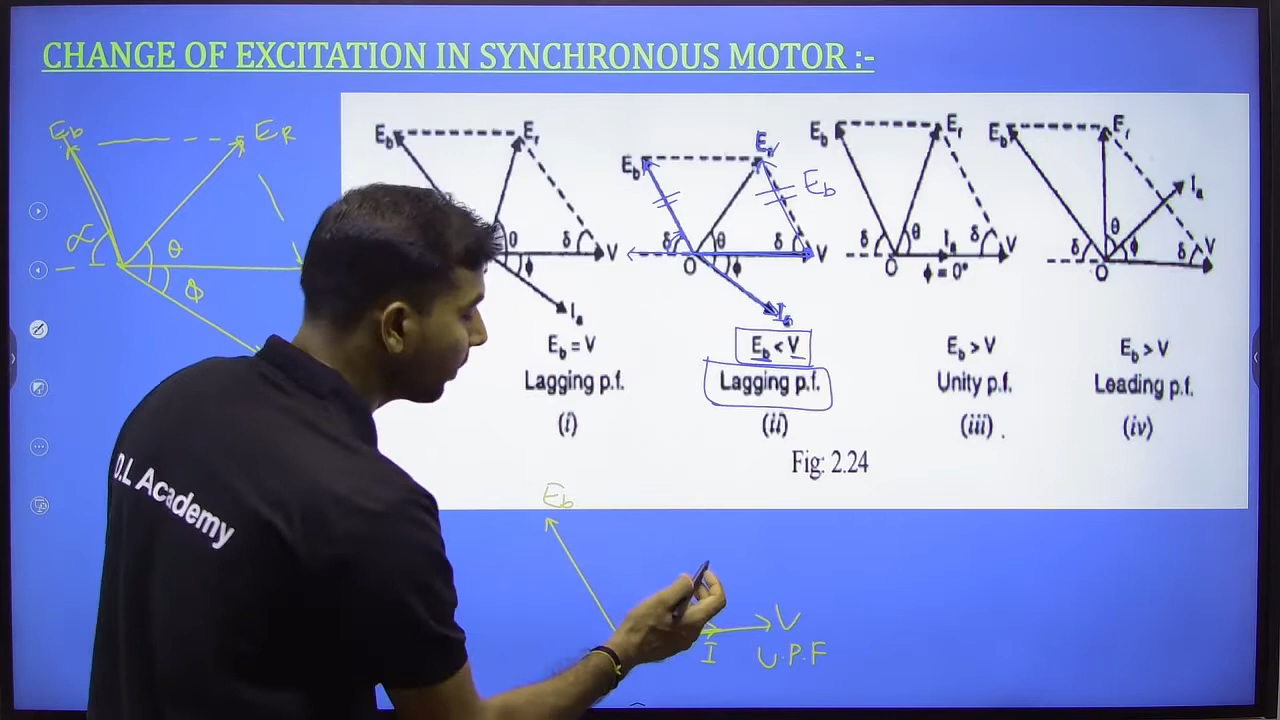 CHANGE OF EXCITATION IN SYNCHRONOUS MOTOR :-
Eb
ER
α
θ
Φ
Eb
Er
θ
δ
V
ϕ
Ia
Eb = V
Lagging p.f.
(i)
Eb
Er
Eb
δ
θ
δ
V
O
ϕ
Ia
Eb < V
Lagging p.f.
(ii)
Eb
Er
δ
θ
Ia
δ
V
O
ϕ = 0°
Eb > V
Unity p.f.
(iii)
Eb
Er
Ia
δ
θ
ϕ
δ
V
O
Eb > V
Leading p.f.
(iv)
Fig: 2.24
Eb
V
I
U.P.F
D.L Academy